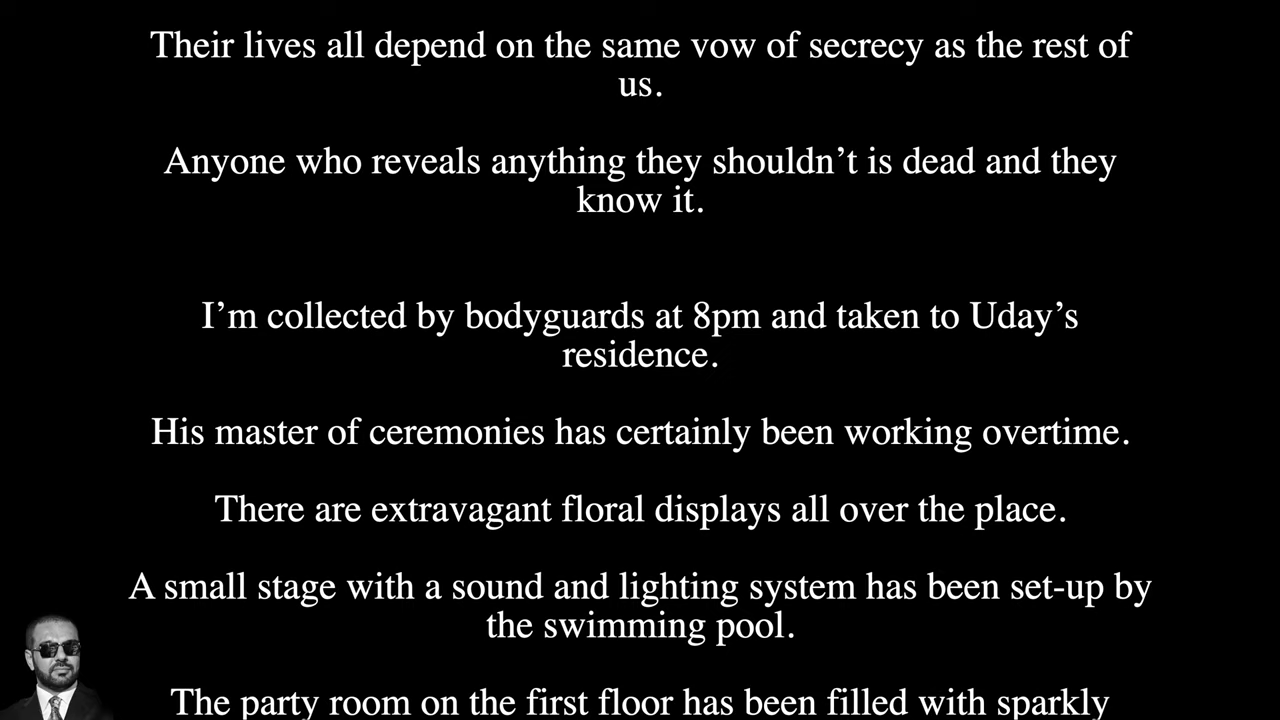 Their lives all depend on the same vow of secrecy as the rest of
us.
Anyone who reveals anything they shouldn’t is dead and they
know it.
I’m collected by bodyguards at 8pm and taken to Uday’s
residence.
His master of ceremonies has certainly been working overtime.
There are extravagant floral displays all over the place.
A small stage with a sound and lighting system has been set-up by
the swimming pool.
The party room on the first floor has been filled with sparkly